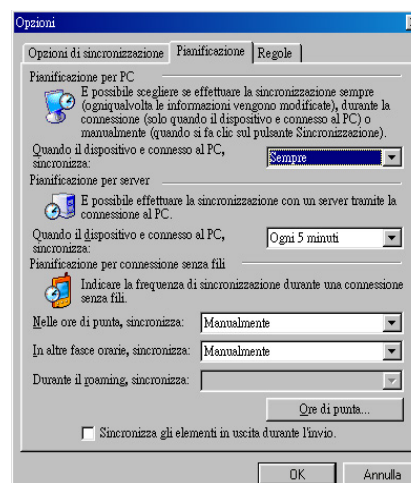 Opzioni
Opzioni di sincronizzazione
Pianificazione
Regole
Pianificazione per PC
E possibile scegliere se effettuare la sincronizzazione sempre
(ogniqualvolta le informazioni vengono modificate), durante la
connessione (solo quando il dispositivo e connesso al PC) o
manualmente (quando si fa clic sul pulsante Sincronizzazione).
Quando il dispositivo e connesso al PC,
sincronizza:
Sempre
Pianificazione per server
E possibile effettuare la sincronizzazione con un server tramite la
connessione al PC.
Quando il dispositivo e connesso al PC,
sincronizza:
Ogni 5 minuti
Pianificazione per connessione senza fili
Indicare la frequenza di sincronizzazione durante una connessione
senza fili.
Nelle ore di punta, sincronizza:
Manualmente
In altre fasce orarie, sincronizza:
Manualmente
Durante il roaming, sincronizza:
Ore di punta...
Sincronizza gli elementi in uscita durante l'invio.
OK
Annulla